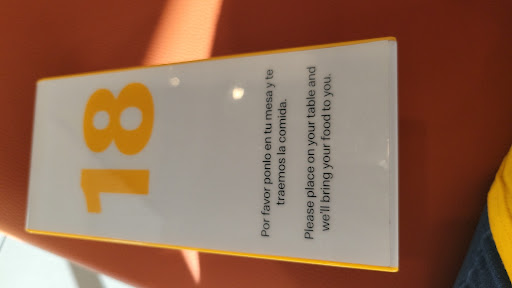 18
Por favor ponlo en tu mesa y te
traemos la comida.
Please place on your table and
we'll bring your food to you.